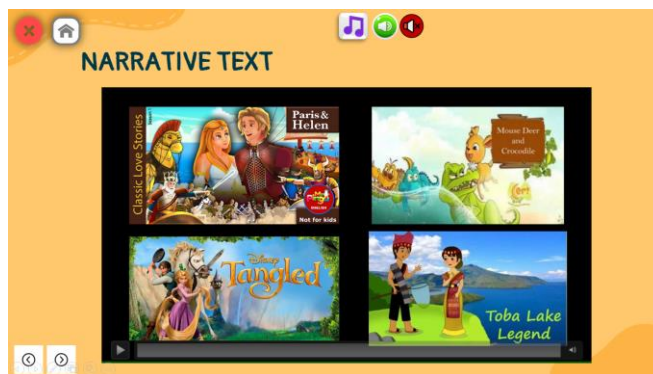 NARRATIVE TEXT
Classic Love Stories
Paris &
Helen
Not for kids
Mouse Deer
and
Crocodile
Disney
Tangled
Toba Lake
Legend